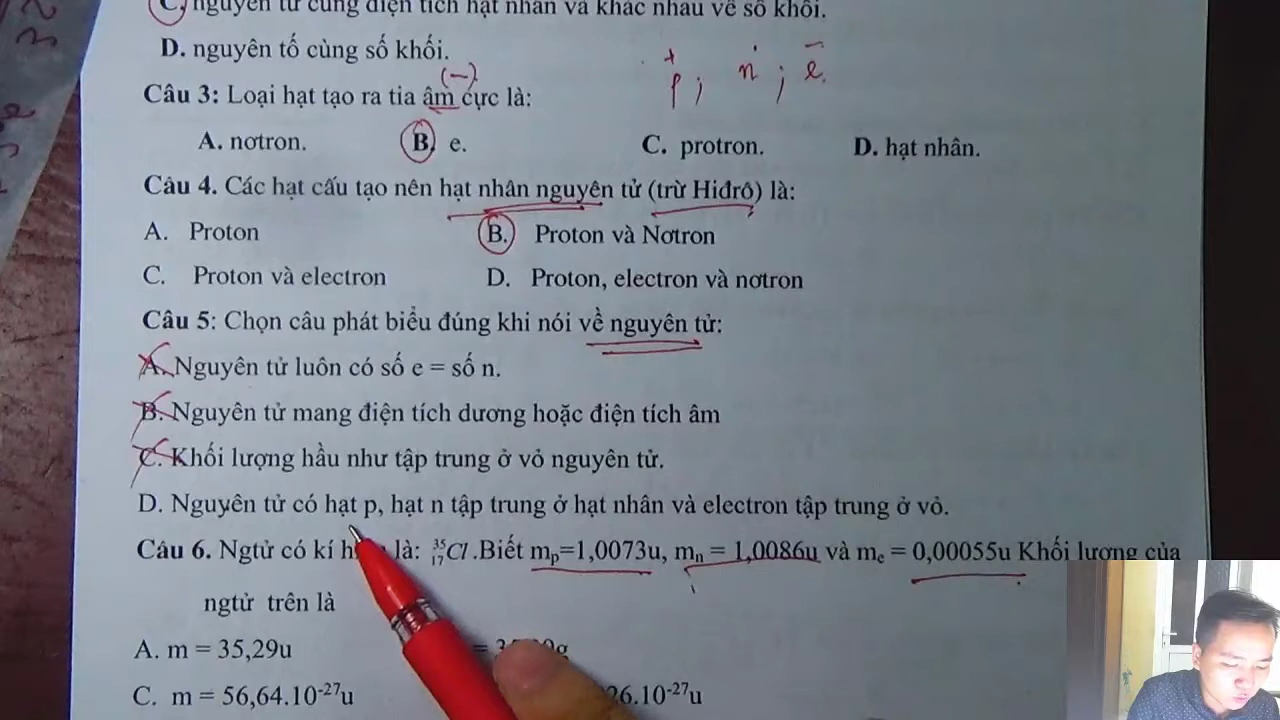 C. nguyên tử cùng điện tích hạt nhân và khác nhau về số khối.
D. nguyên tố cùng số khối.
+ p ; n ; e −
(−)
Câu 3: Loại hạt tạo ra tia âm cực là:
A. nơtron. B. e. C. protron. D. hạt nhân.
Câu 4. Các hạt cấu tạo nên hạt nhân nguyên tử (trừ Hiđrô) là:
A. Proton B. Proton và Nơtron
C. Proton và electron D. Proton, electron và nơtron
Câu 5: Chọn câu phát biểu đúng khi nói về nguyên tử:
A. Nguyên tử luôn có số e = số n.
B. Nguyên tử mang điện tích dương hoặc điện tích âm
C. Khối lượng hầu như tập trung ở vỏ nguyên tử.
D. Nguyên tử có hạt p, hạt n tập trung ở hạt nhân và electron tập trung ở vỏ.
Câu 6. Ngtử có kí là: ³⁵₁₇Cl .Biết mₚ=1,0073u, mₙ = 1,0086u và mₑ = 0,00055u Khối lượng của
ngtử trên là
A. m = 35,29u
C. m = 56,64.10⁻²⁷u 26.10⁻²⁷u